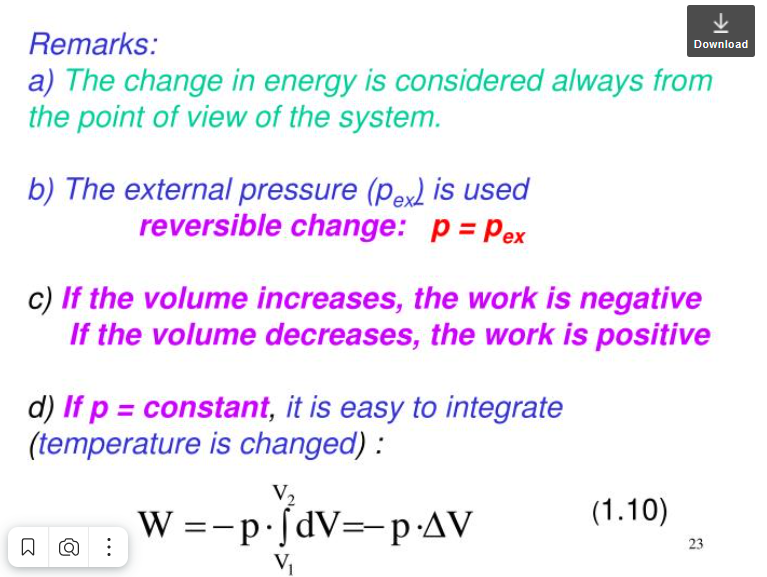 Download
Remarks:
a) The change in energy is considered always from
the point of view of the system.
b) The external pressure (pex) is used
reversible change: p = pex
c) If the volume increases, the work is negative
If the volume decreases, the work is positive
d) If p = constant, it is easy to integrate
(temperature is changed) :
W = −p·∫V₁V₂ dV=−p·ΔV (1.10)
23